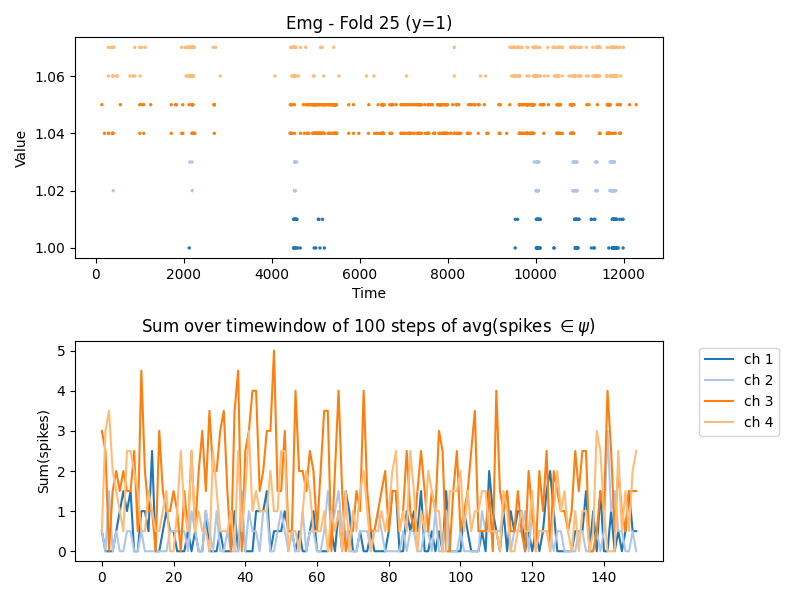 Emg - Fold 25 (y=1)
Value
1.06
1.04
1.02
1.00
0 2000 4000 6000 8000 10000 12000
Time
Sum over timewindow of 100 steps of avg(spikes ∈ ψ)
Sum(spikes)
5
4
3
2
1
0
0 20 40 60 80 100 120 140
ch 1
ch 2
ch 3
ch 4